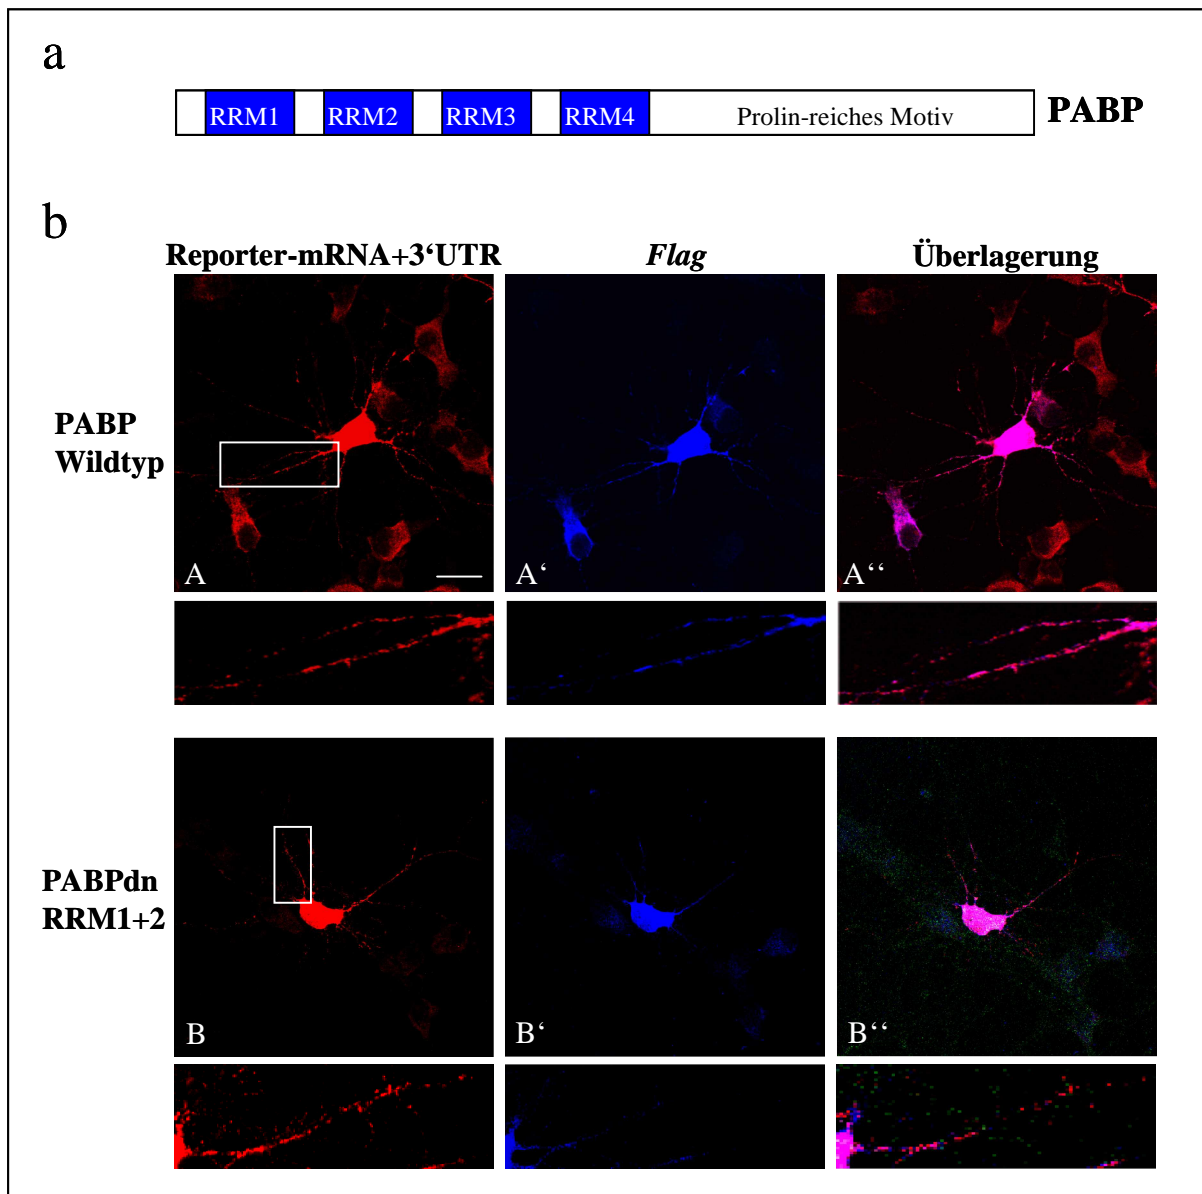 a
RRM1 RRM2 RRM3 RRM4 Prolin-reiches Motiv PABP
b
Reporter-mRNA+3‘UTR Flag Überlagerung
PABP
Wildtyp
A A‘ A‘‘
PABPdn
RRM1+2
B B‘ B‘‘